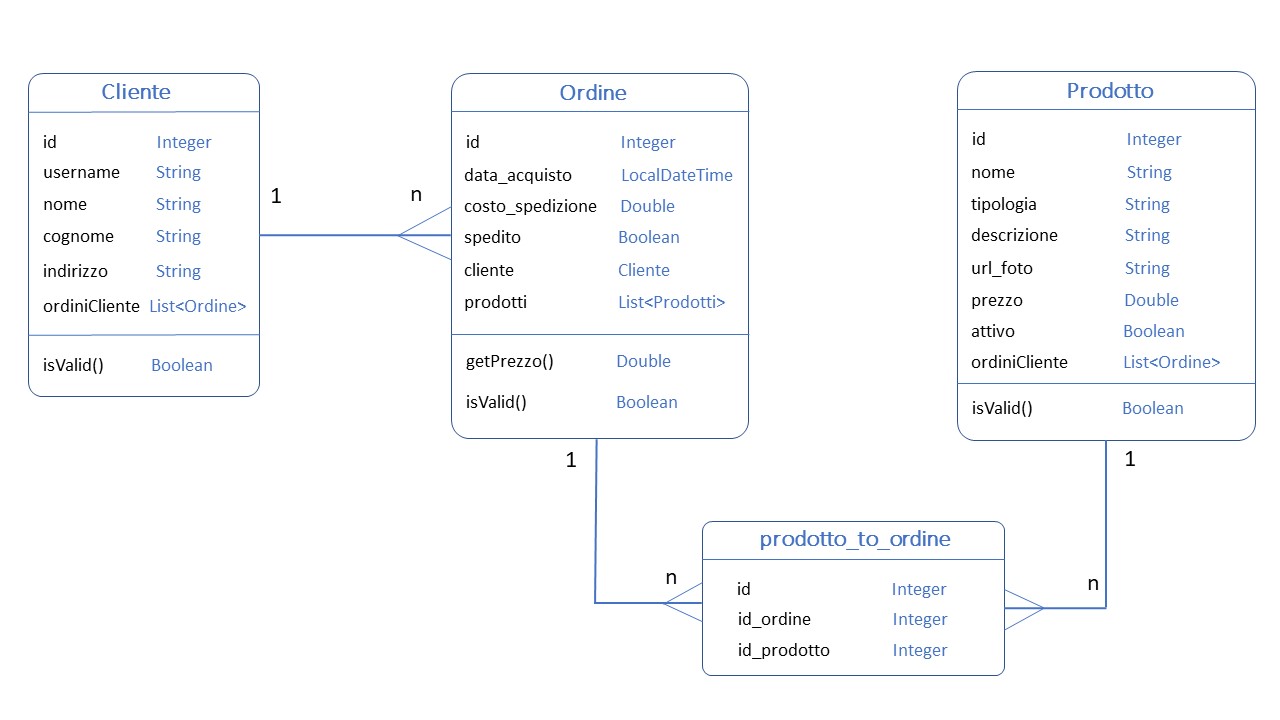 Cliente
id Integer
username String
nome String
cognome String
indirizzo String
ordiniCliente List<Ordine>
isValid() Boolean
1
n
Ordine
id Integer
data_acquisto LocalDateTime
costo_spedizione Double
spedito Boolean
cliente Cliente
prodotti List<Prodotti>
getPrezzo() Double
isValid() Boolean
Prodotto
id Integer
nome String
tipologia String
descrizione String
url_foto String
prezzo Double
attivo Boolean
ordiniCliente List<Ordine>
isValid() Boolean
1
1
n
n
prodotto_to_ordine
id Integer
id_ordine Integer
id_prodotto Integer